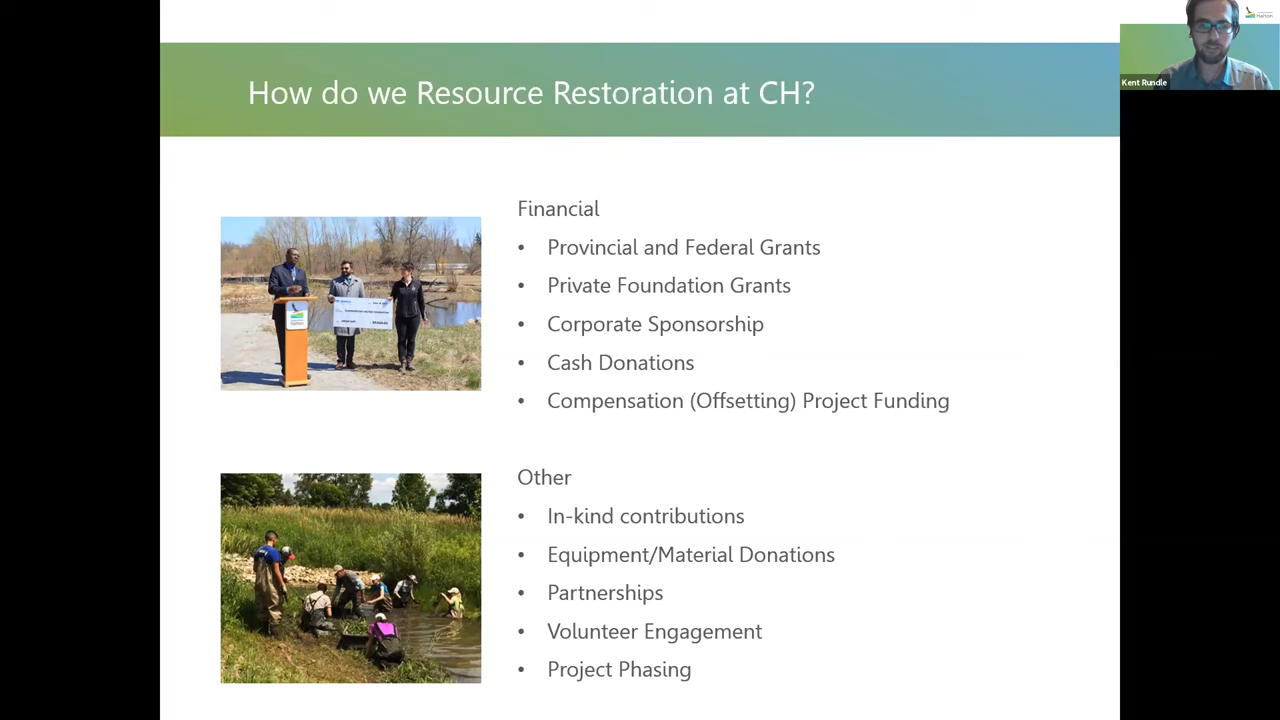 How do we Resource Restoration at CH?
Halton
Kent Rundle
Financial
• Provincial and Federal Grants
• Private Foundation Grants
• Corporate Sponsorship
• Cash Donations
• Compensation (Offsetting) Project Funding
Other
• In-kind contributions
• Equipment/Material Donations
• Partnerships
• Volunteer Engagement
• Project Phasing